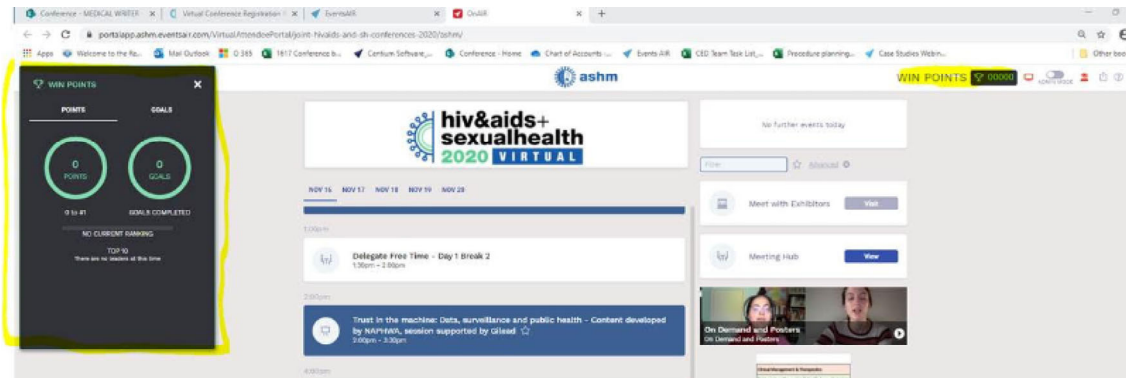 Conference - MEDICAL WRITER
Virtual Conference Registration
EventsAIR
OnAIR
portalapp.ashm.eventsair.com/VirtualAttendeePortal/joint-hivaids-and-sh-conferences-2020/ashm/
Apps
Welcome to the Re...
Mail Outlook
O 365
1617 Conference b...
Centium Software...
Conference - Home
Chart of Accounts -...
Events AIR
CEO Team Task List,...
Procedure planning...
Case Studies Webin...
Other boo
WIN POINTS
POINTS
GOALS
0
POINTS
0
GOALS
0 to #1
GOALS COMPLETED
NO CURRENT RANKING
TOP 10
There are no leaders at this time
ashm
WIN POINTS 00000
hiv&aids+
sexualhealth
2020 VIRTUAL
NOV 16 NOV 17 NOV 18 NOV 19 NOV 20
1:00pm
Delegate Free Time - Day 1 Break 2
1:30pm - 2:00pm
2:00pm
Trust in the machine: Data, surveillance and public health - Content developed
by NAPWHA, session supported by Gilead
2:00pm - 3:30pm
4:00pm
No further events today
Filter
Advanced
Meet with Exhibitors
Visit
Meeting Hub
View
On Demand and Posters
On Demand and Posters